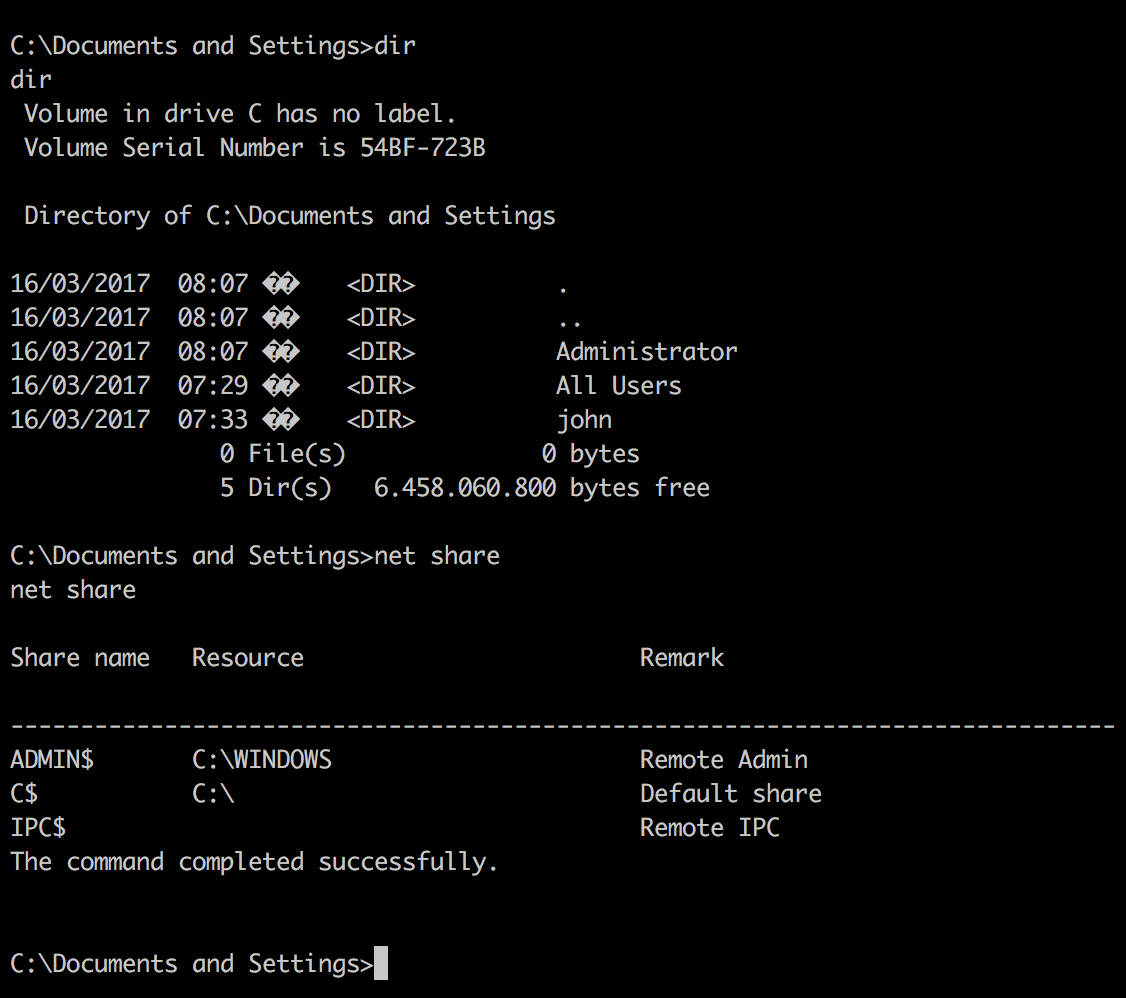 C:\Documents and Settings>dir
dir
 Volume in drive C has no label.
 Volume Serial Number is 54BF-723B

 Directory of C:\Documents and Settings

16/03/2017  08:07 ��   <DIR>          .
16/03/2017  08:07 ��   <DIR>          ..
16/03/2017  08:07 ��   <DIR>          Administrator
16/03/2017  07:29 ��   <DIR>          All Users
16/03/2017  07:33 ��   <DIR>          john
               0 File(s)              0 bytes
               5 Dir(s)   6.458.060.800 bytes free

C:\Documents and Settings>net share
net share

Share name   Resource                        Remark

-------------------------------------------------------------------------------
ADMIN$       C:\WINDOWS                      Remote Admin
C$           C:\                             Default share
IPC$                                         Remote IPC
The command completed successfully.


C:\Documents and Settings>